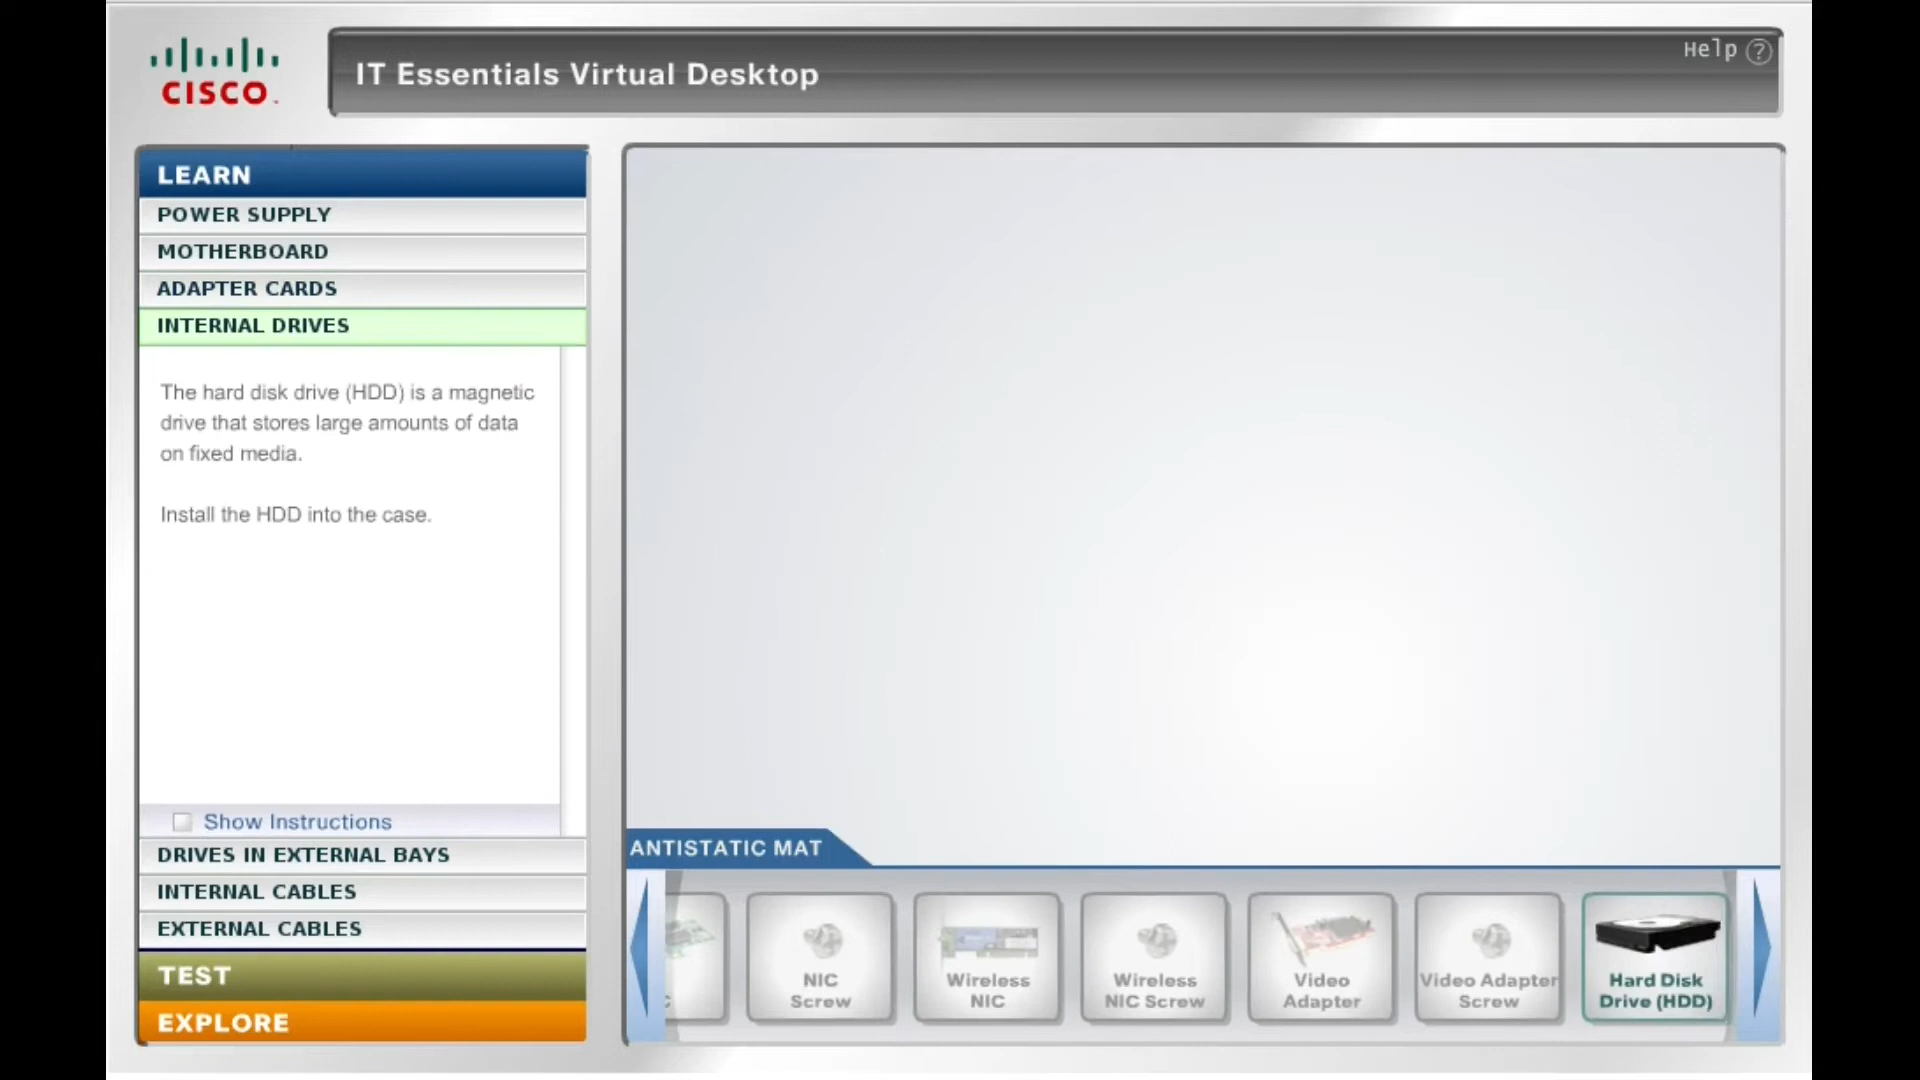 CISCO
IT Essentials Virtual Desktop
Help ?
LEARN
POWER SUPPLY
MOTHERBOARD
ADAPTER CARDS
INTERNAL DRIVES
The hard disk drive (HDD) is a magnetic
drive that stores large amounts of data
on fixed media.
Install the HDD into the case.
Show Instructions
DRIVES IN EXTERNAL BAYS
INTERNAL CABLES
EXTERNAL CABLES
TEST
EXPLORE
ANTISTATIC MAT
NIC
Screw
Wireless
NIC
Wireless
NIC Screw
Video
Adapter
Video Adapter
Screw
Hard Disk
Drive (HDD)